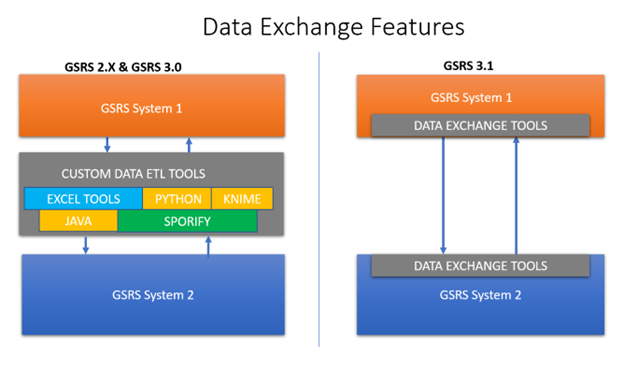 Data Exchange Features
GSRS 2.X & GSRS 3.0
GSRS System 1
CUSTOM DATA ETL TOOLS
EXCEL TOOLS
PYTHON
KNIME
JAVA
SPORIFY
GSRS System 2
GSRS 3.1
GSRS System 1
DATA EXCHANGE TOOLS
DATA EXCHANGE TOOLS
GSRS System 2